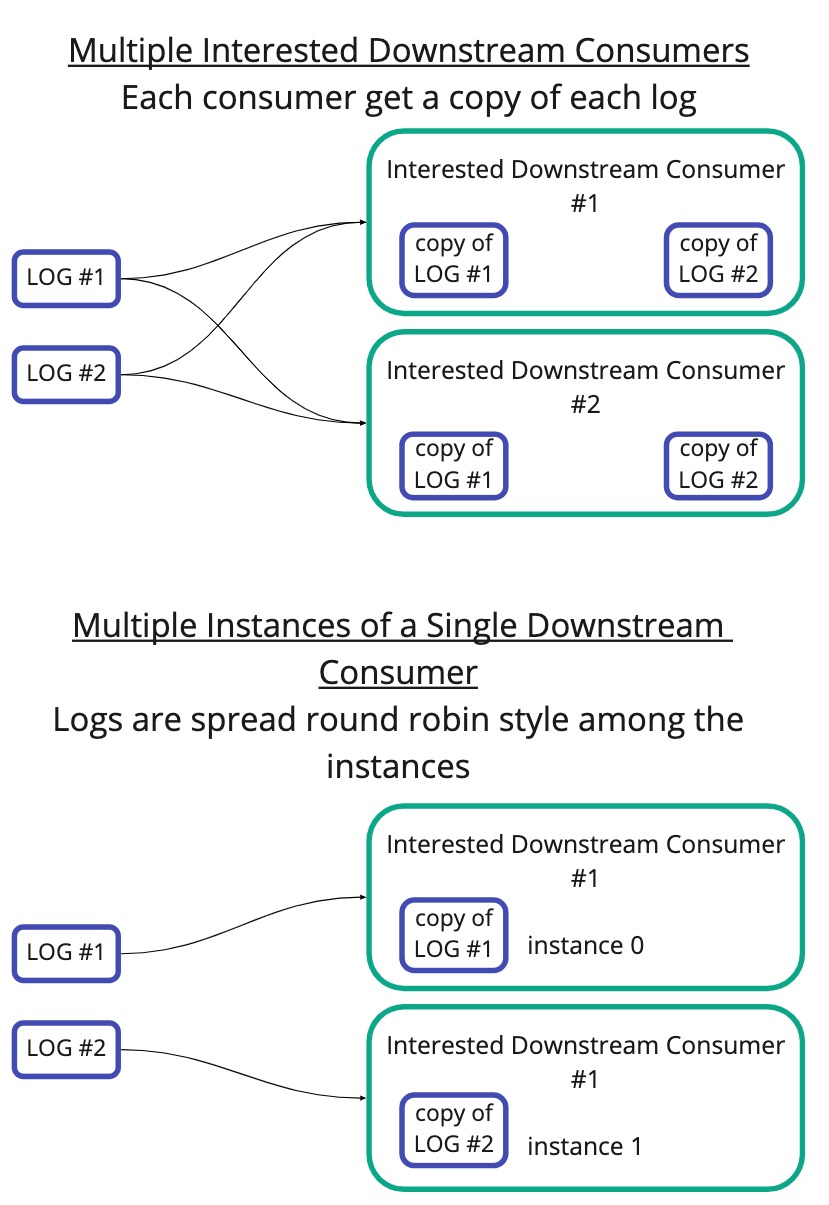 Multiple Interested Downstream Consumers
Each consumer get a copy of each log
Interested Downstream Consumer
#1
copy of
LOG #1
copy of
LOG #2
LOG #1
LOG #2
Interested Downstream Consumer
#2
copy of
LOG #1
copy of
LOG #2
Multiple Instances of a Single Downstream
Consumer
Logs are spread round robin style among the
instances
Interested Downstream Consumer
#1
copy of
LOG #1
instance 0
LOG #1
LOG #2
Interested Downstream Consumer
#1
copy of
LOG #2
instance 1